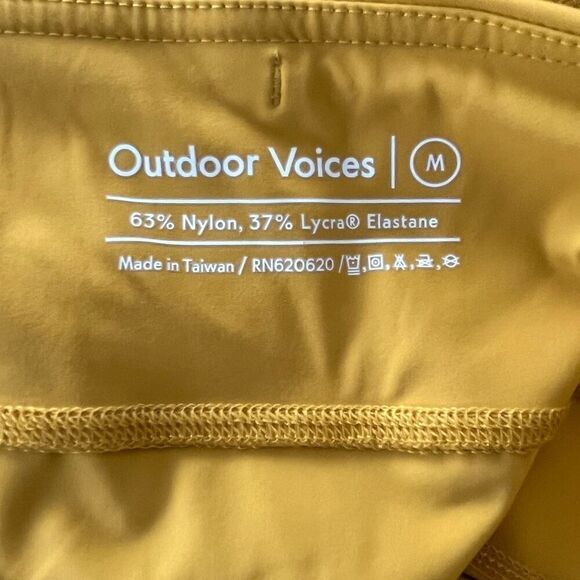 Outdoor Voices | M
63% Nylon, 37% Lycra® Elastane
Made in Taiwan / RN620620 /